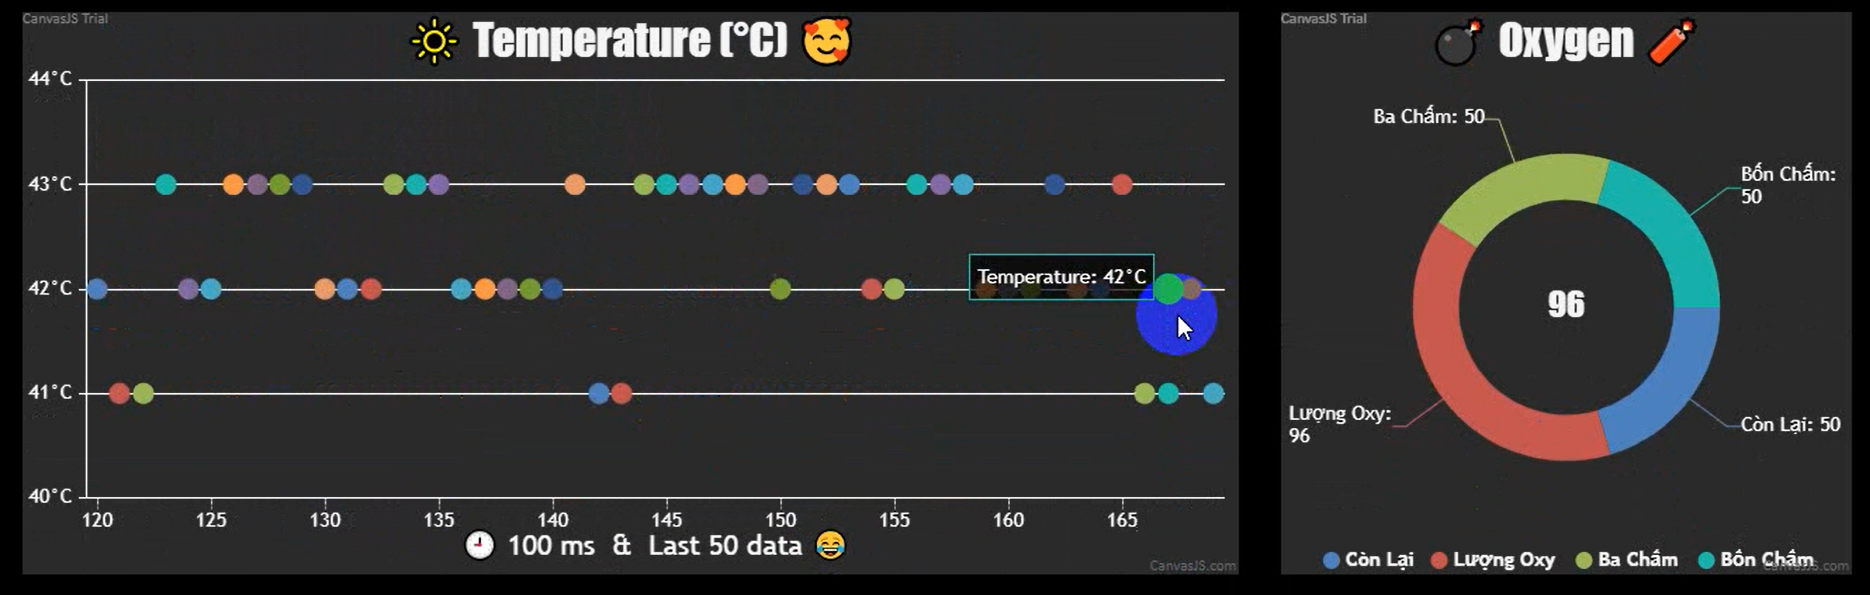 CanvasJS Trial
Temperature (°C)
44°C
43°C
42°C
41°C
40°C
Temperature: 42°C
120 125 130 135 140 145 150 155 160 165
100 ms & Last 50 data
CanvasJS.com
CanvasJS Trial
Oxygen
Ba Chấm: 50
Bốn Chấm:
50
96
Lượng Oxy:
96
Còn Lại: 50
Còn Lại Lượng Oxy Ba Chấm Bốn Chấm
CanvasJS.com